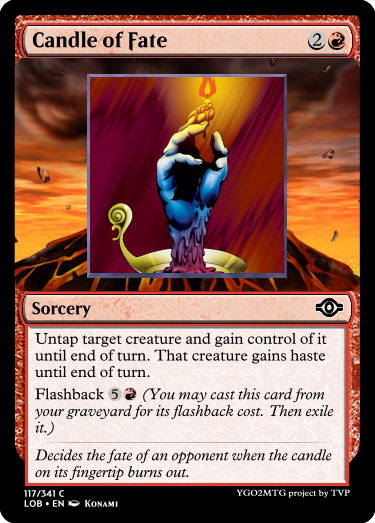 Candle of Fate 2
Sorcery
Untap target creature and gain control of it
until end of turn. That creature gains haste
until end of turn.
Flashback 5 (You may cast this card from
your graveyard for its flashback cost. Then exile
it.)
Decides the fate of an opponent when the candle
on its fingertip burns out.
117/341 C YGO2MTG project by TVP
LOB • EN Konami